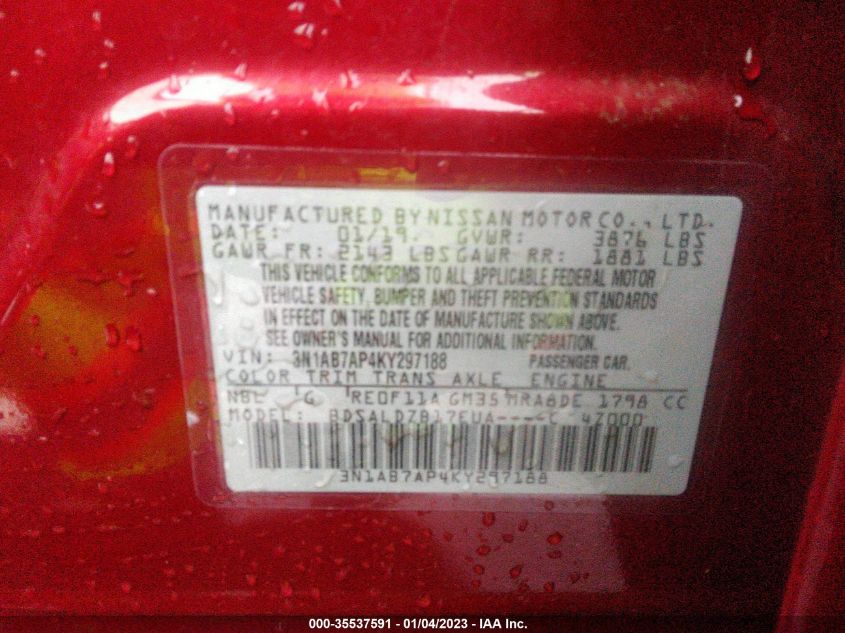 MANUFACTURED BY NISSAN MOTOR CO., LTD.
DATE: 01/19. GVWR: 3876 LBS
GAWR FR: 2143 LBS GAWR RR: 1881 LBS
THIS VEHICLE CONFORMS TO ALL APPLICABLE FEDERAL MOTOR
VEHICLE SAFETY, BUMPER AND THEFT PREVENTION STANDARDS
IN EFFECT ON THE DATE OF MANUFACTURE SHOWN ABOVE.
SEE OWNER'S MANUAL FOR ADDITIONAL INFORMATION.
VIN: 3N1AB7AP4KY297188 PASSENGER CAR.
COLOR TRIM TRANS AXLE ENGINE
NBL G RE0F11A GM35 MRA8DE 1798 CC
MODEL: BDSALDZB17EUA----C 4Z000
3N1AB7AP4KY297188
000-35537591 - 01/04/2023 - IAA Inc.